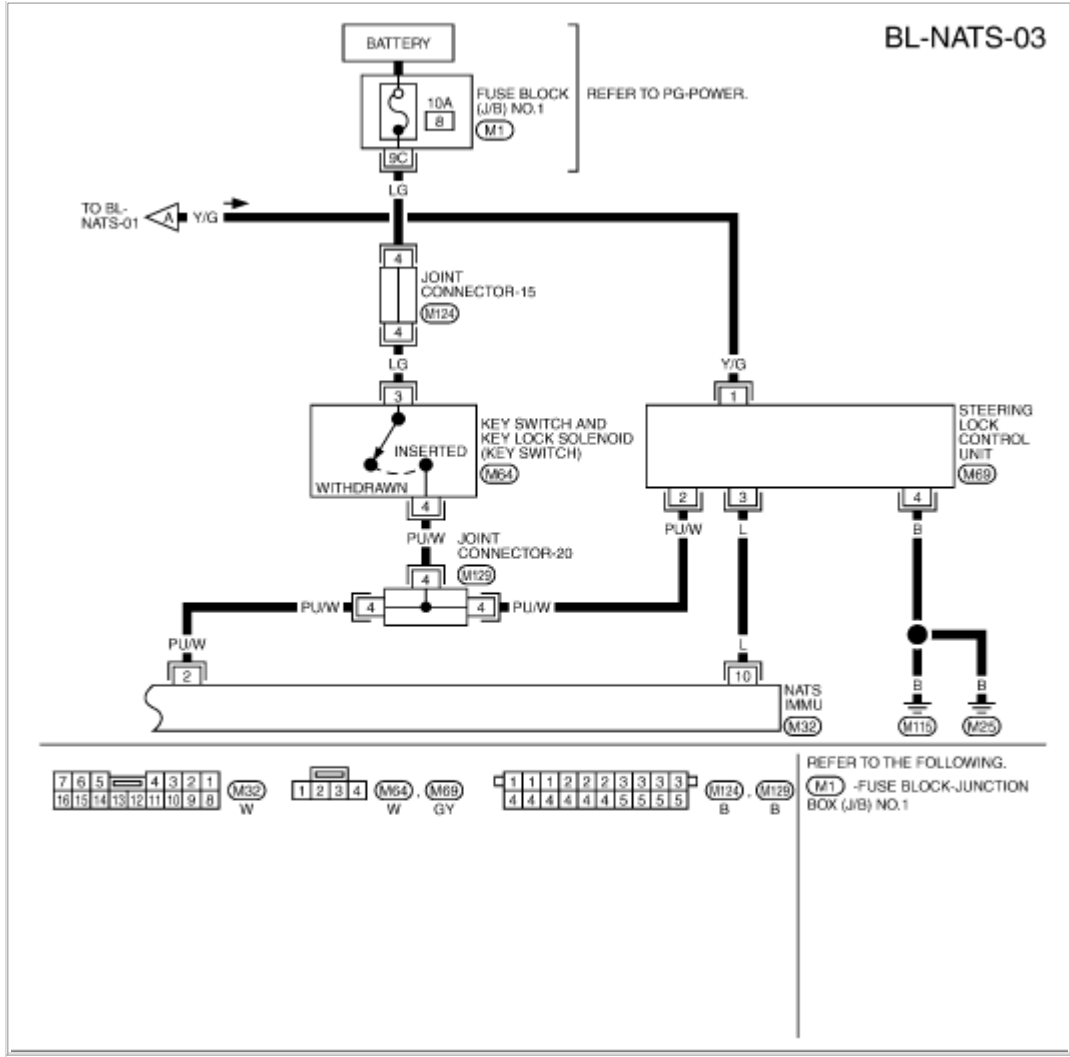 BL-NATS-03
BATTERY
10A
8
FUSE BLOCK
(J/B) NO.1
M1
REFER TO PG-POWER.
9C
LG
TO BL-
NATS-01
A
Y/G
4
JOINT
CONNECTOR-15
M124
4
LG
Y/G
3
1
KEY SWITCH AND
KEY LOCK SOLENOID
(KEY SWITCH)
M64
INSERTED
WITHDRAWN
STEERING
LOCK
CONTROL
UNIT
M69
4
2
3
4
PU/W
PU/W
L
B
JOINT
CONNECTOR-20
M129
4
PU/W
4
4
PU/W
PU/W
L
2
10
B
B
NATS
IMMU
M32
M115
M25
7 6 5 4 3 2 1
16 15 14 13 12 11 10 9 8
M32
W
1 2 3 4
M64 , M69
W GY
1 1 1 2 2 2 3 3 3 3
4 4 4 4 4 4 5 5 5 5
M124 , M129
B B
REFER TO THE FOLLOWING.
M1 -FUSE BLOCK-JUNCTION
BOX (J/B) NO.1